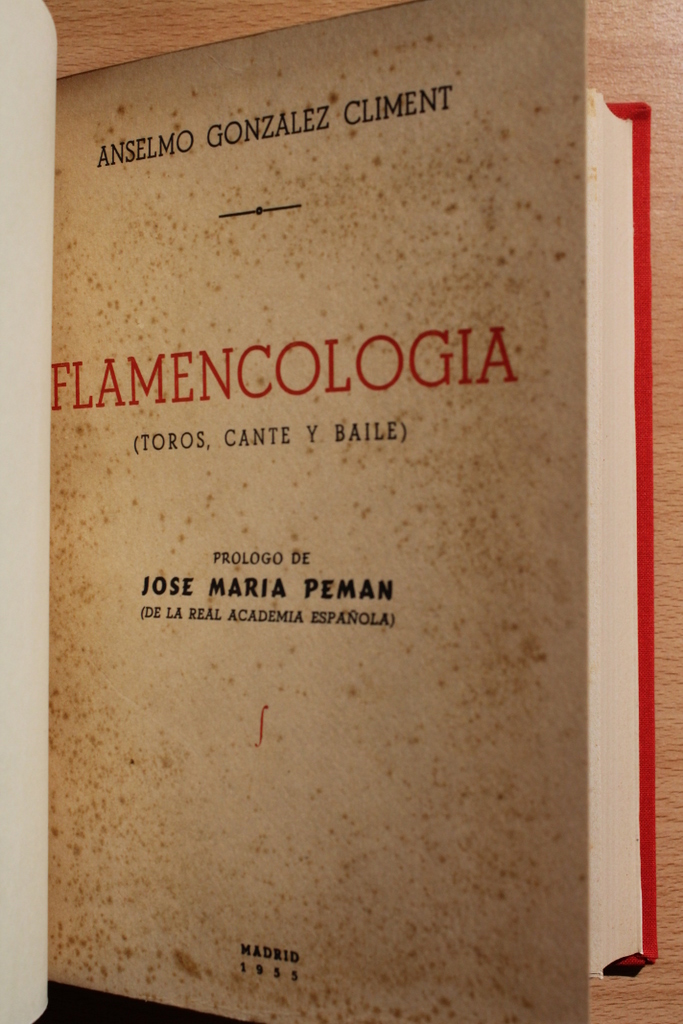 ANSELMO GONZALEZ CLIMENT
FLAMENCOLOGIA
(TOROS, CANTE Y BAILE)
PROLOGO DE
JOSE MARIA PEMAN
(DE LA REAL ACADEMIA ESPAÑOLA)
MADRID
1955